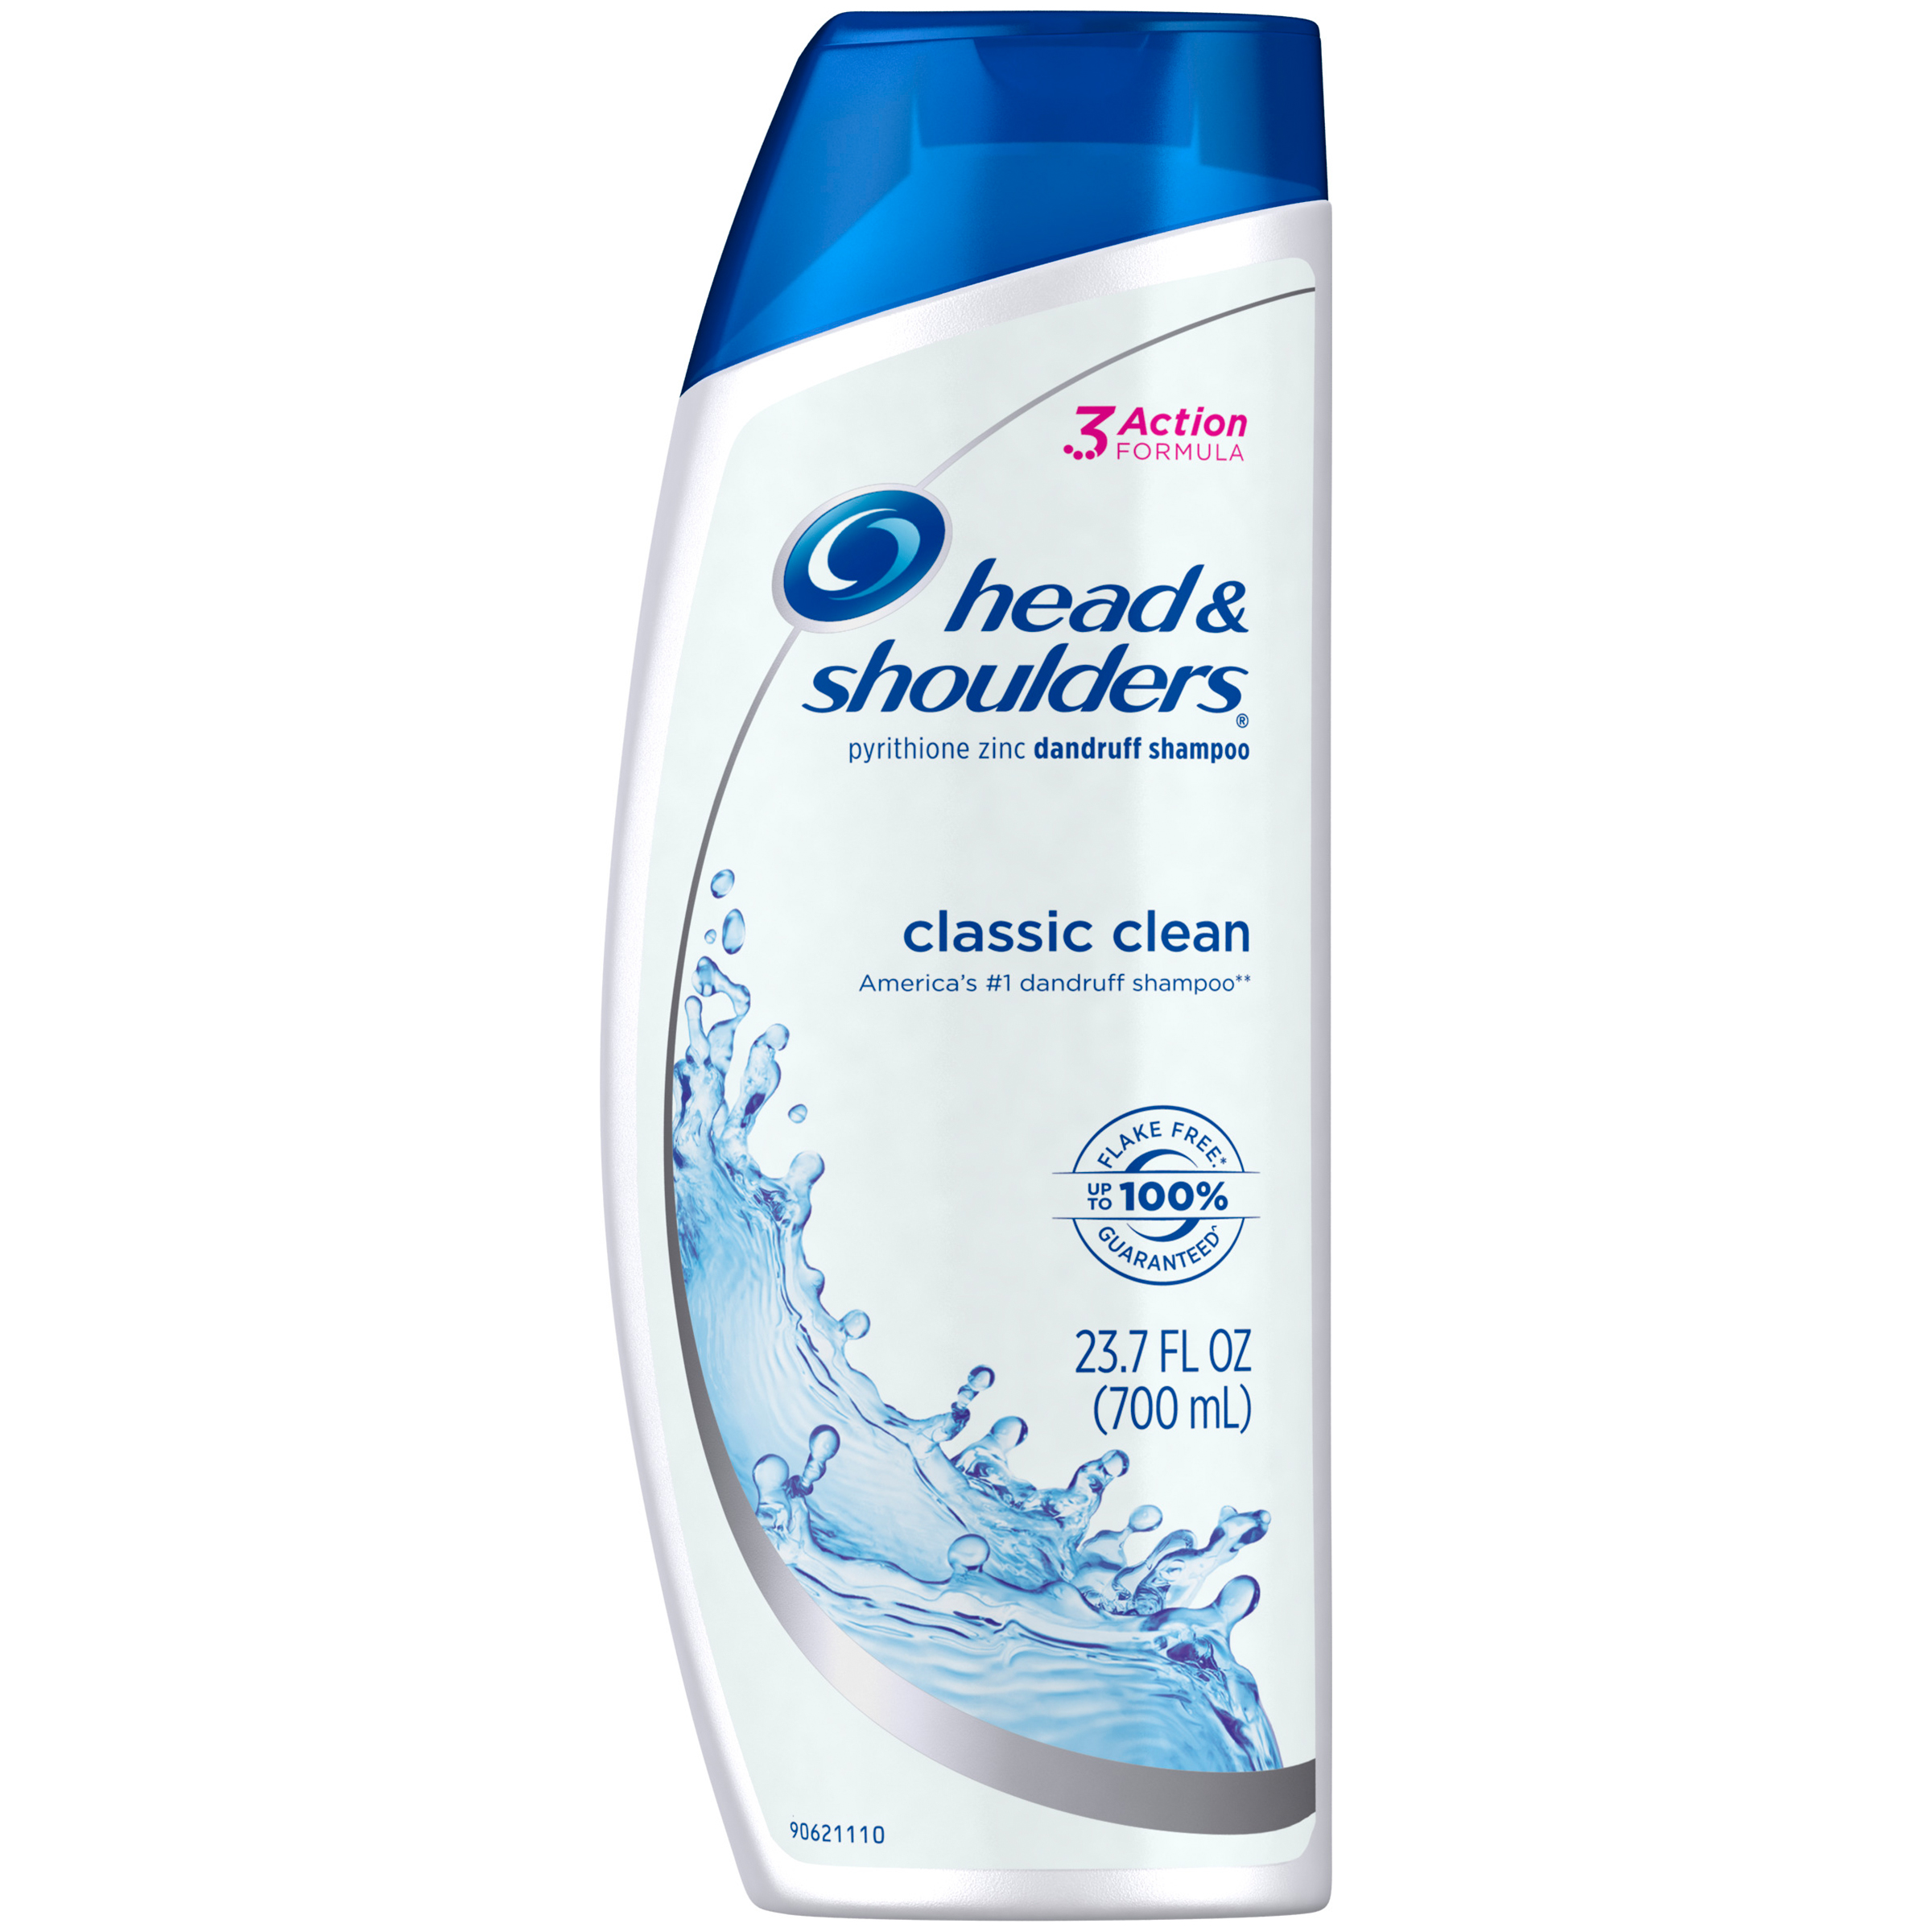 3 Action
FORMULA
head &
shoulders®
pyrithione zinc dandruff shampoo
classic clean
America's #1 dandruff shampoo**
FLAKE FREE.*
UP TO 100%
GUARANTEED^
23.7 FL OZ
(700 mL)
90621110